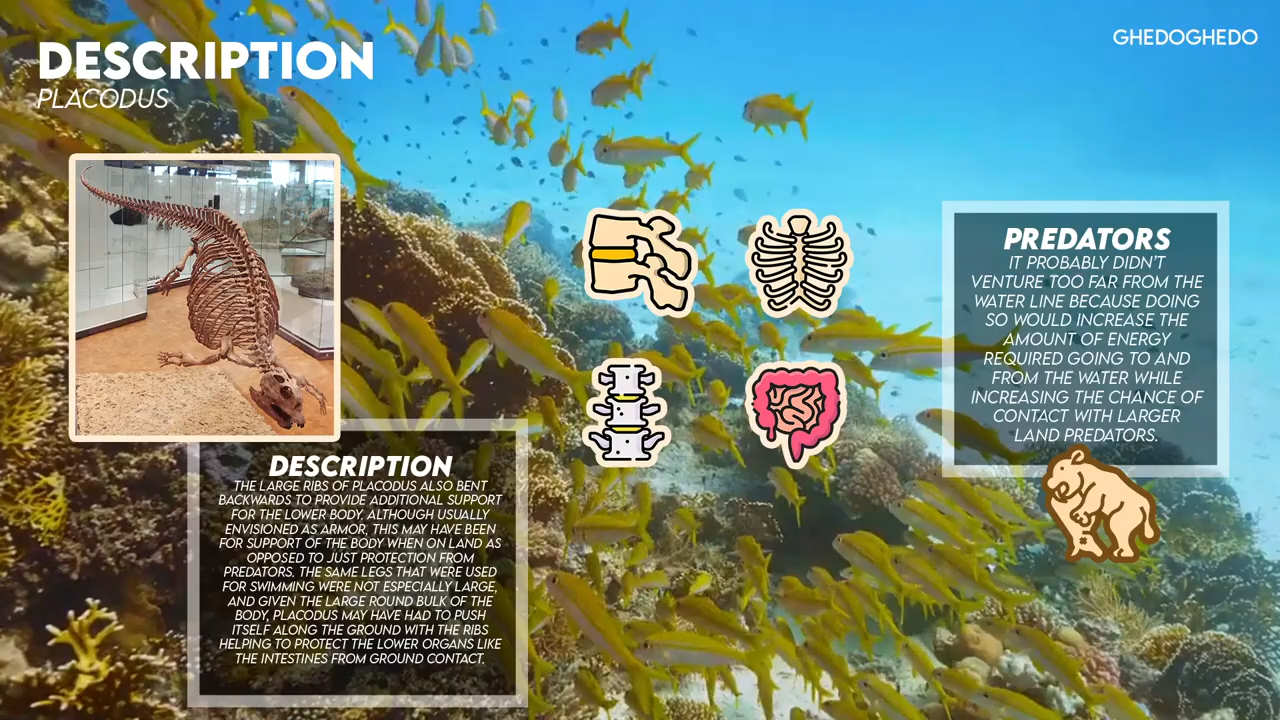 DESCRIPTION
PLACODUS
GHEDOGHEDO
DESCRIPTION
THE LARGE RIBS OF PLACODUS ALSO BENT
BACKWARDS TO PROVIDE ADDITIONAL SUPPORT
FOR THE LOWER BODY. ALTHOUGH USUALLY
ENVISIONED AS ARMOR, THIS MAY HAVE BEEN
FOR SUPPORT OF THE BODY WHEN ON LAND AS
OPPOSED TO JUST PROTECTION FROM
PREDATORS. THE SAME LEGS THAT WERE USED
FOR SWIMMING WERE NOT ESPECIALLY LARGE,
AND GIVEN THE LARGE ROUND BULK OF THE
BODY, PLACODUS MAY HAVE HAD TO PUSH
ITSELF ALONG THE GROUND WITH THE RIBS
HELPING TO PROTECT THE LOWER ORGANS LIKE
THE INTESTINES FROM GROUND CONTACT.
PREDATORS
IT PROBABLY DIDN'T
VENTURE TOO FAR FROM THE
WATER LINE BECAUSE DOING
SO WOULD INCREASE THE
AMOUNT OF ENERGY
REQUIRED GOING TO AND
FROM THE WATER WHILE
INCREASING THE CHANCE OF
CONTACT WITH LARGER
LAND PREDATORS.